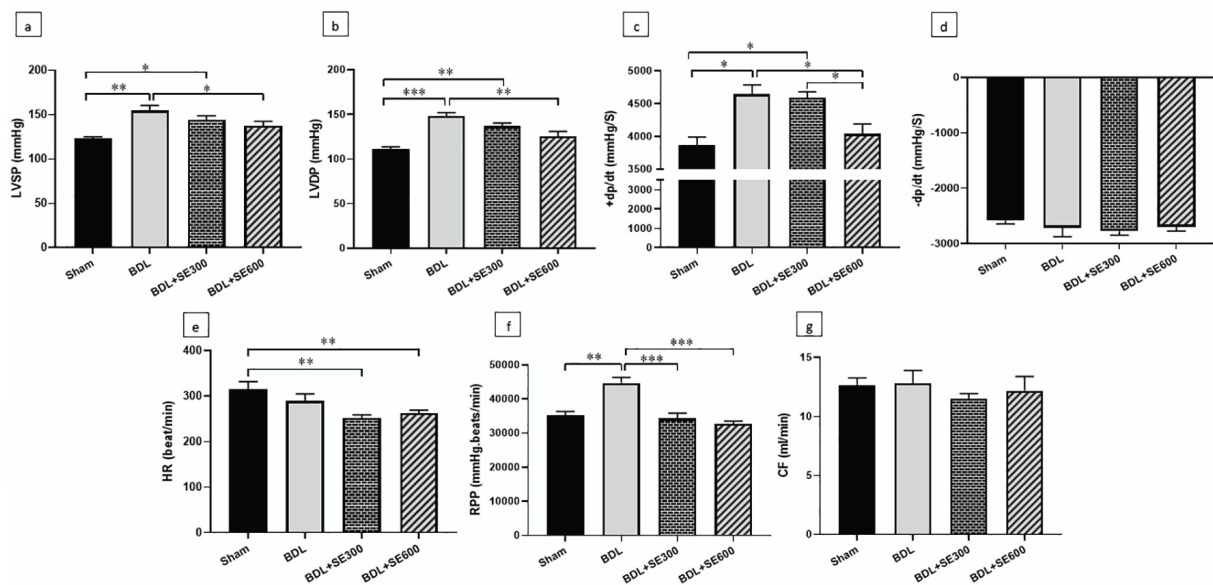 a
LVSP (mmHg)
200
150
100
50
0
*
**
*
Sham
BDL
BDL+SE300
BDL+SE600
b
LVDP (mmHg)
200
150
100
50
0
**
***
**
Sham
BDL
BDL+SE300
BDL+SE600
c
+dp/dt (mmHg/S)
5000
4500
4000
3500
4000
3000
2000
1000
0
*
*
*
*
Sham
BDL
BDL+SE300
BDL+SE600
d
-dp/dt (mmHg/S)
0
-1000
-2000
-3000
Sham
BDL
BDL+SE300
BDL+SE600
e
HR (beat/min)
400
300
200
100
0
**
**
Sham
BDL
BDL+SE300
BDL+SE600
f
RPP (mmHg.beats/min)
50000
40000
30000
20000
10000
0
***
**
***
Sham
BDL
BDL+SE300
BDL+SE600
g
CF (ml/min)
15
10
5
0
Sham
BDL
BDL+SE300
BDL+SE600